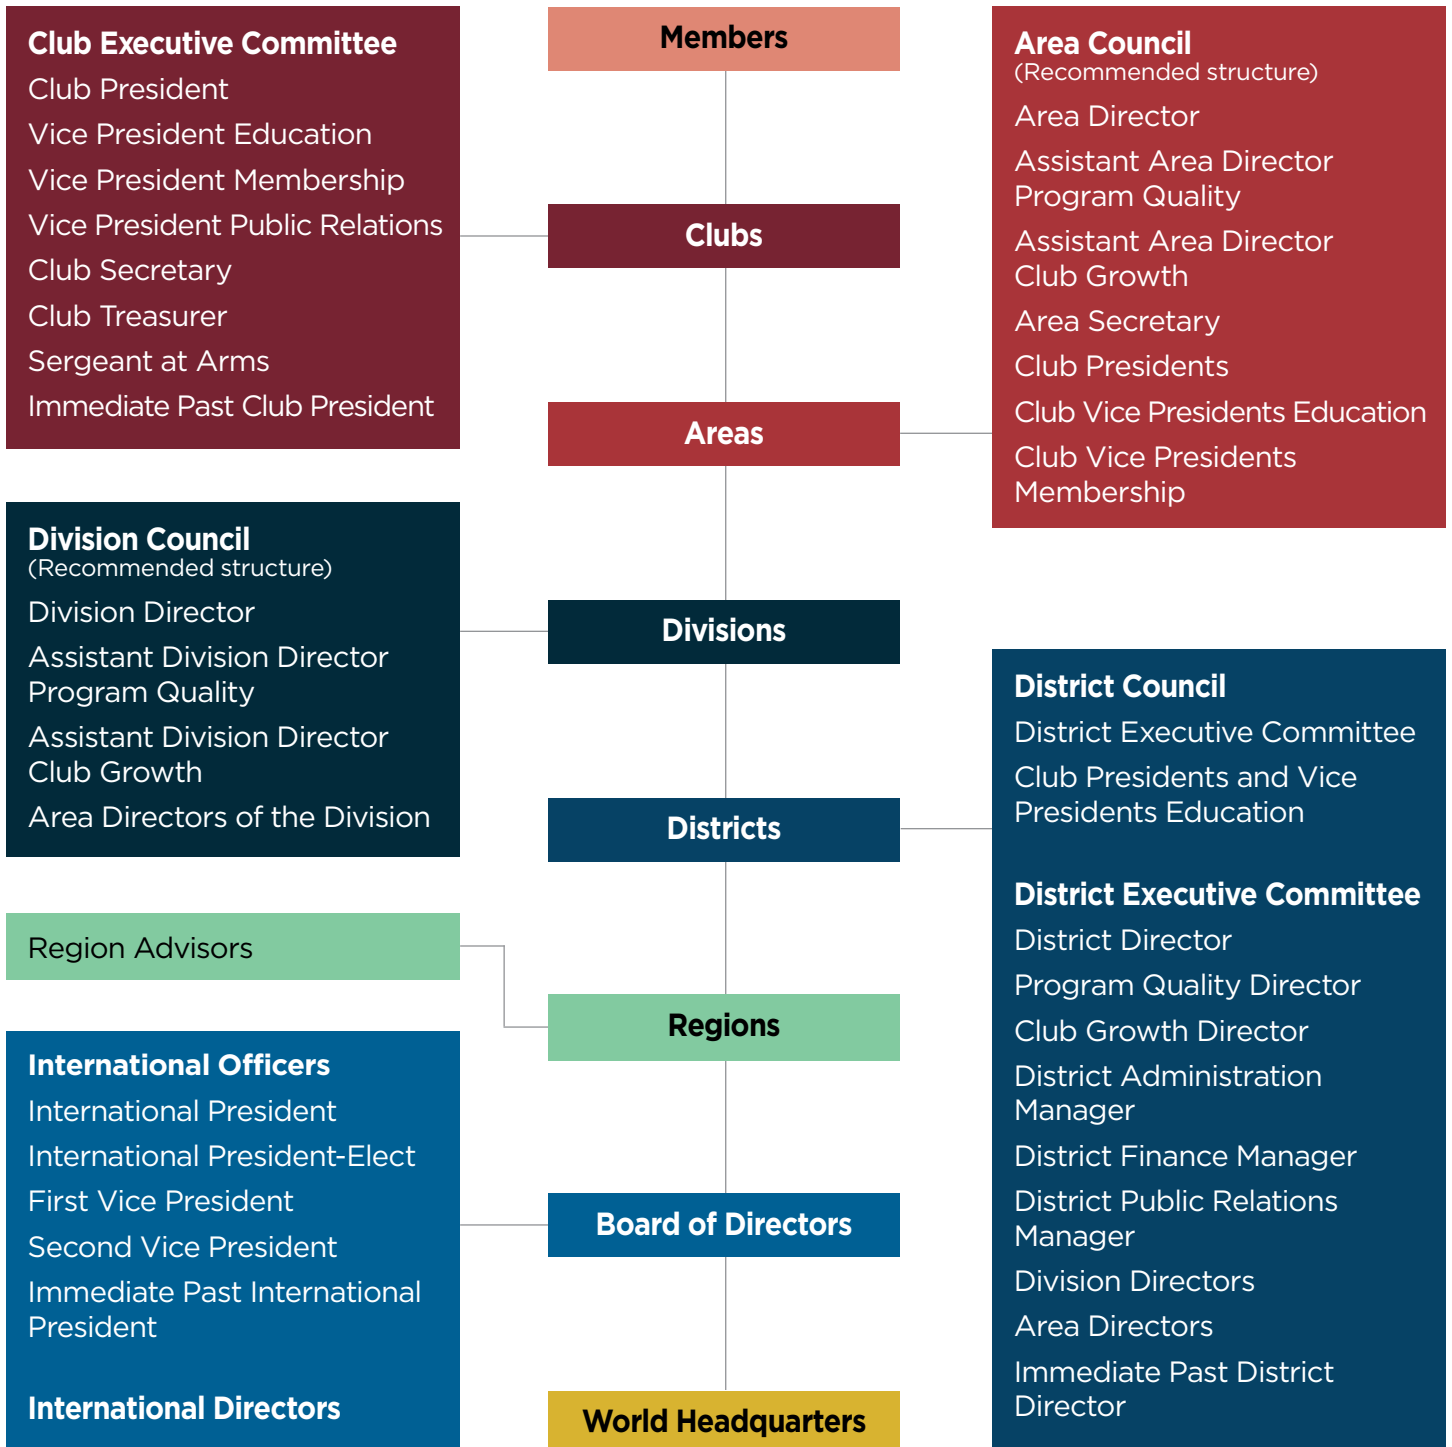 Club Executive Committee
Club President
Vice President Education
Vice President Membership
Vice President Public Relations
Club Secretary
Club Treasurer
Sergeant at Arms
Immediate Past Club President
Members
Clubs
Areas
Area Council
(Recommended structure)
Area Director
Assistant Area Director
Program Quality
Assistant Area Director
Club Growth
Area Secretary
Club Presidents
Club Vice Presidents Education
Club Vice Presidents
Membership
Division Council
(Recommended structure)
Division Director
Assistant Division Director
Program Quality
Assistant Division Director
Club Growth
Area Directors of the Division
Divisions
Districts
District Council
District Executive Committee
Club Presidents and Vice
Presidents Education
District Executive Committee
District Director
Program Quality Director
Club Growth Director
District Administration
Manager
District Finance Manager
District Public Relations
Manager
Division Directors
Area Directors
Immediate Past District
Director
Region Advisors
Regions
International Officers
International President
International President-Elect
First Vice President
Second Vice President
Immediate Past International
President
International Directors
Board of Directors
World Headquarters